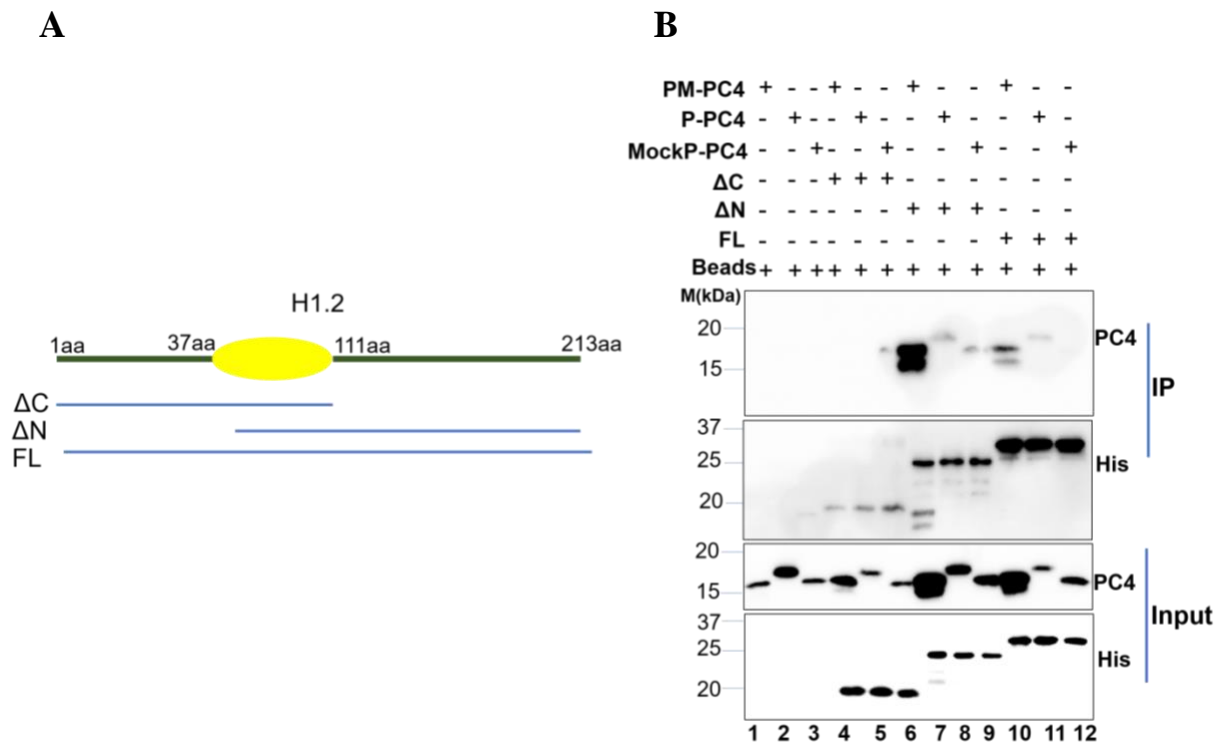 A
B
H1.2
1aa 37aa 111aa 213aa
ΔC
ΔN
FL
PM-PC4 + - - + - - + - - + - -
P-PC4 - + - - + - - + - - + -
MockP-PC4 - - + - - + - - + - - +
ΔC - - - + + + - - - - - -
ΔN - - - - - - + + + - - -
FL - - - - - - - - - + + +
Beads + + + + + + + + + + + +
M(kDa)
20
15
PC4
37
25
20
His
IP
20
15
PC4
37
25
20
His
Input
1 2 3 4 5 6 7 8 9 10 11 12